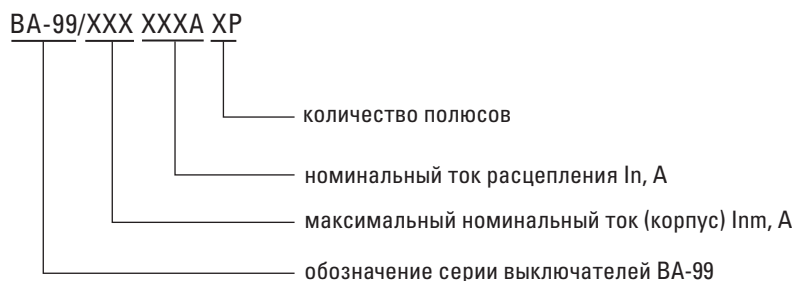 ВА-99/ХХХ ХХХА ХР
количество полюсов
номинальный ток расцепления In, А
максимальный номинальный ток (корпус) Inm, А
обозначение серии выключателей ВА-99